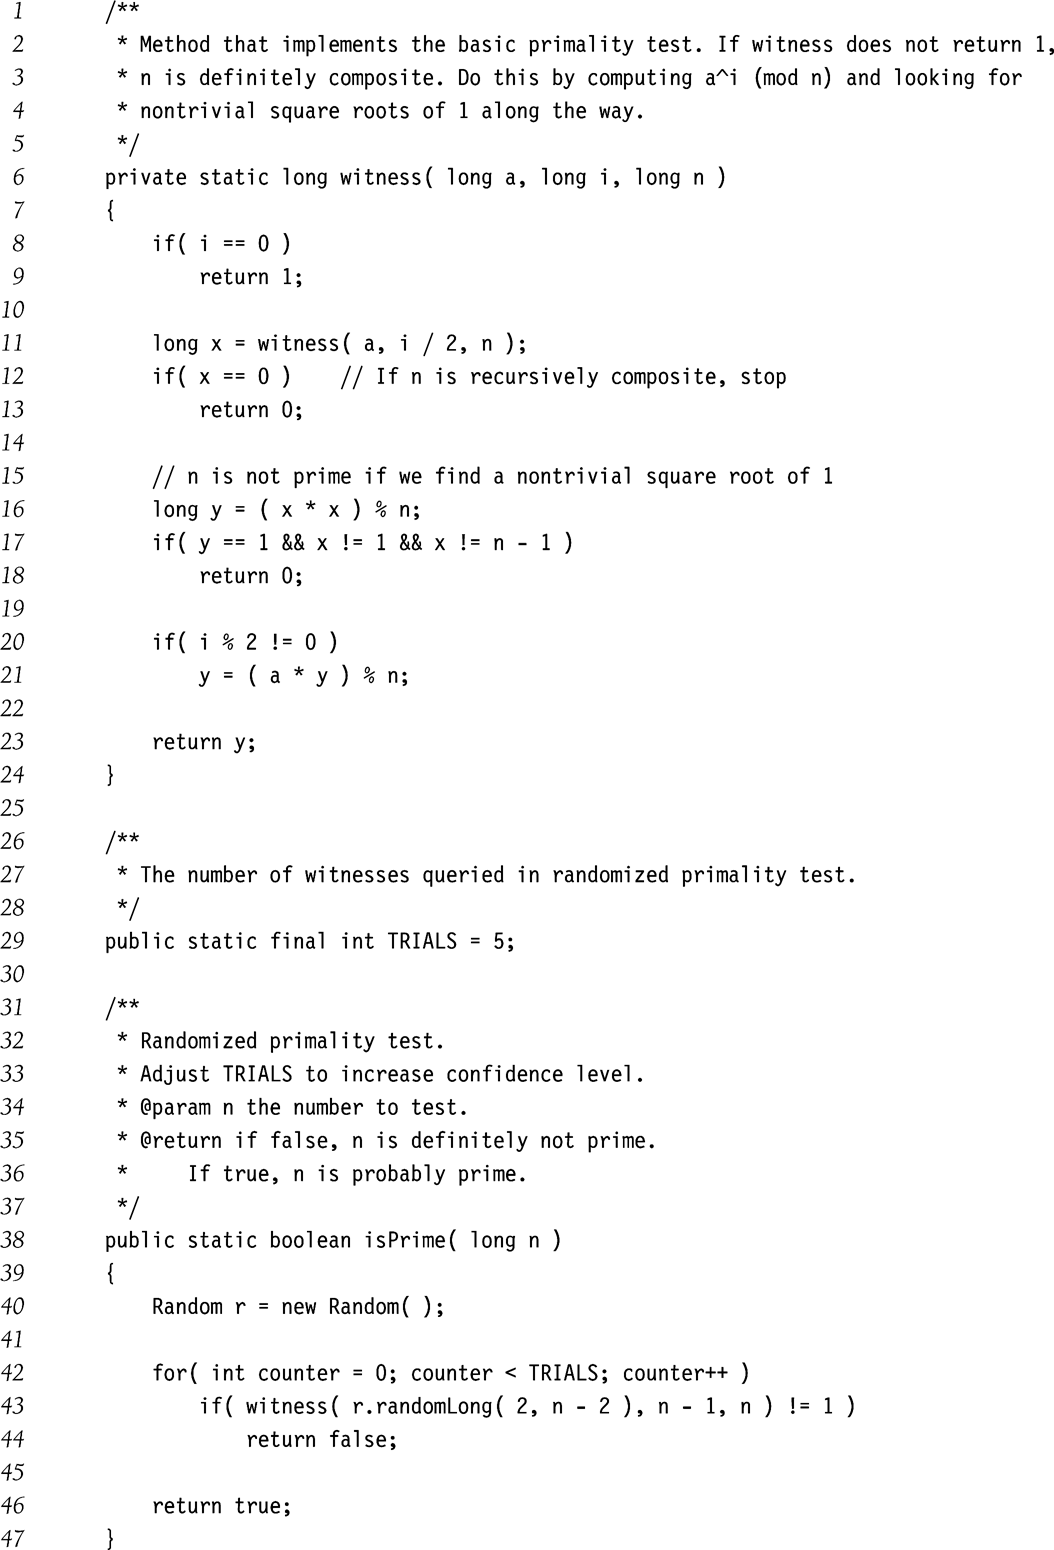 1 /**
2 * Method that implements the basic primality test. If witness does not return 1,
3 * n is definitely composite. Do this by computing a^i (mod n) and looking for
4 * nontrivial square roots of 1 along the way.
5 */
6 private static long witness( long a, long i, long n )
7 {
8 if( i == 0 )
9 return 1;
10
11 long x = witness( a, i / 2, n );
12 if( x == 0 ) // If n is recursively composite, stop
13 return 0;
14
15 // n is not prime if we find a nontrivial square root of 1
16 long y = ( x * x ) % n;
17 if( y == 1 && x != 1 && x != n - 1 )
18 return 0;
19
20 if( i % 2 != 0 )
21 y = ( a * y ) % n;
22
23 return y;
24 }
25
26 /**
27 * The number of witnesses queried in randomized primality test.
28 */
29 public static final int TRIALS = 5;
30
31 /**
32 * Randomized primality test.
33 * Adjust TRIALS to increase confidence level.
34 * @param n the number to test.
35 * @return if false, n is definitely not prime.
36 * If true, n is probably prime.
37 */
38 public static boolean isPrime( long n )
39 {
40 Random r = new Random( );
41
42 for( int counter = 0; counter < TRIALS; counter++ )
43 if( witness( r.randomLong( 2, n - 2 ), n - 1, n ) != 1 )
44 return false;
45
46 return true;
47 }